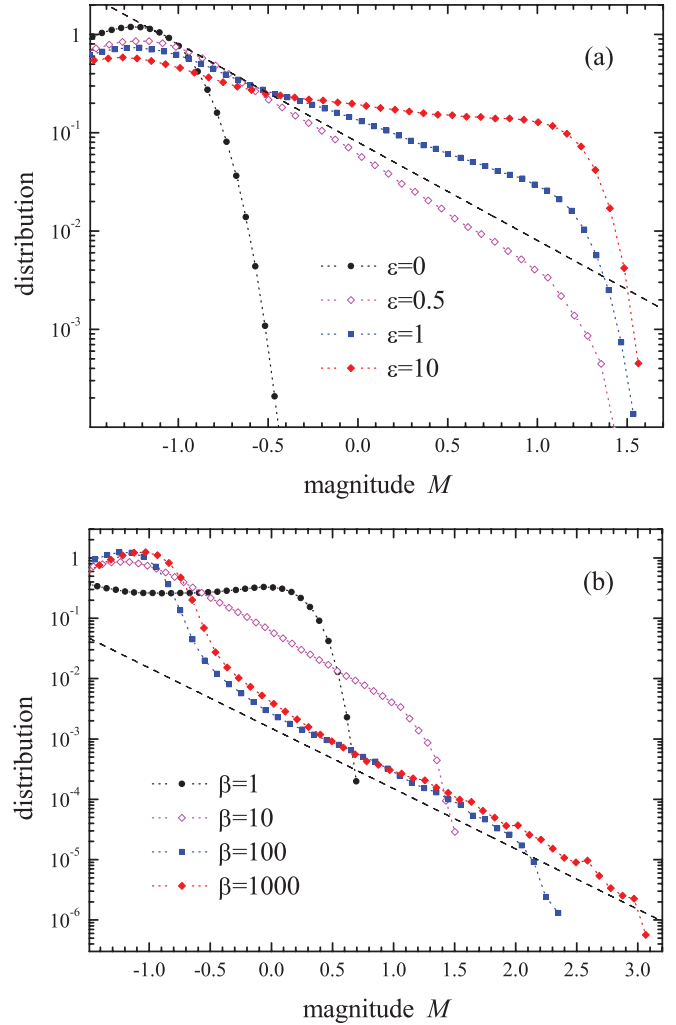 (a)
1
10⁻¹
10⁻²
10⁻³
distribution
ε=0
ε=0.5
ε=1
ε=10
-1.0 -0.5 0.0 0.5 1.0 1.5
magnitude M
(b)
1
10⁻¹
10⁻²
10⁻³
10⁻⁴
10⁻⁵
10⁻⁶
distribution
β=1
β=10
β=100
β=1000
-1.0 -0.5 0.0 0.5 1.0 1.5 2.0 2.5 3.0
magnitude M